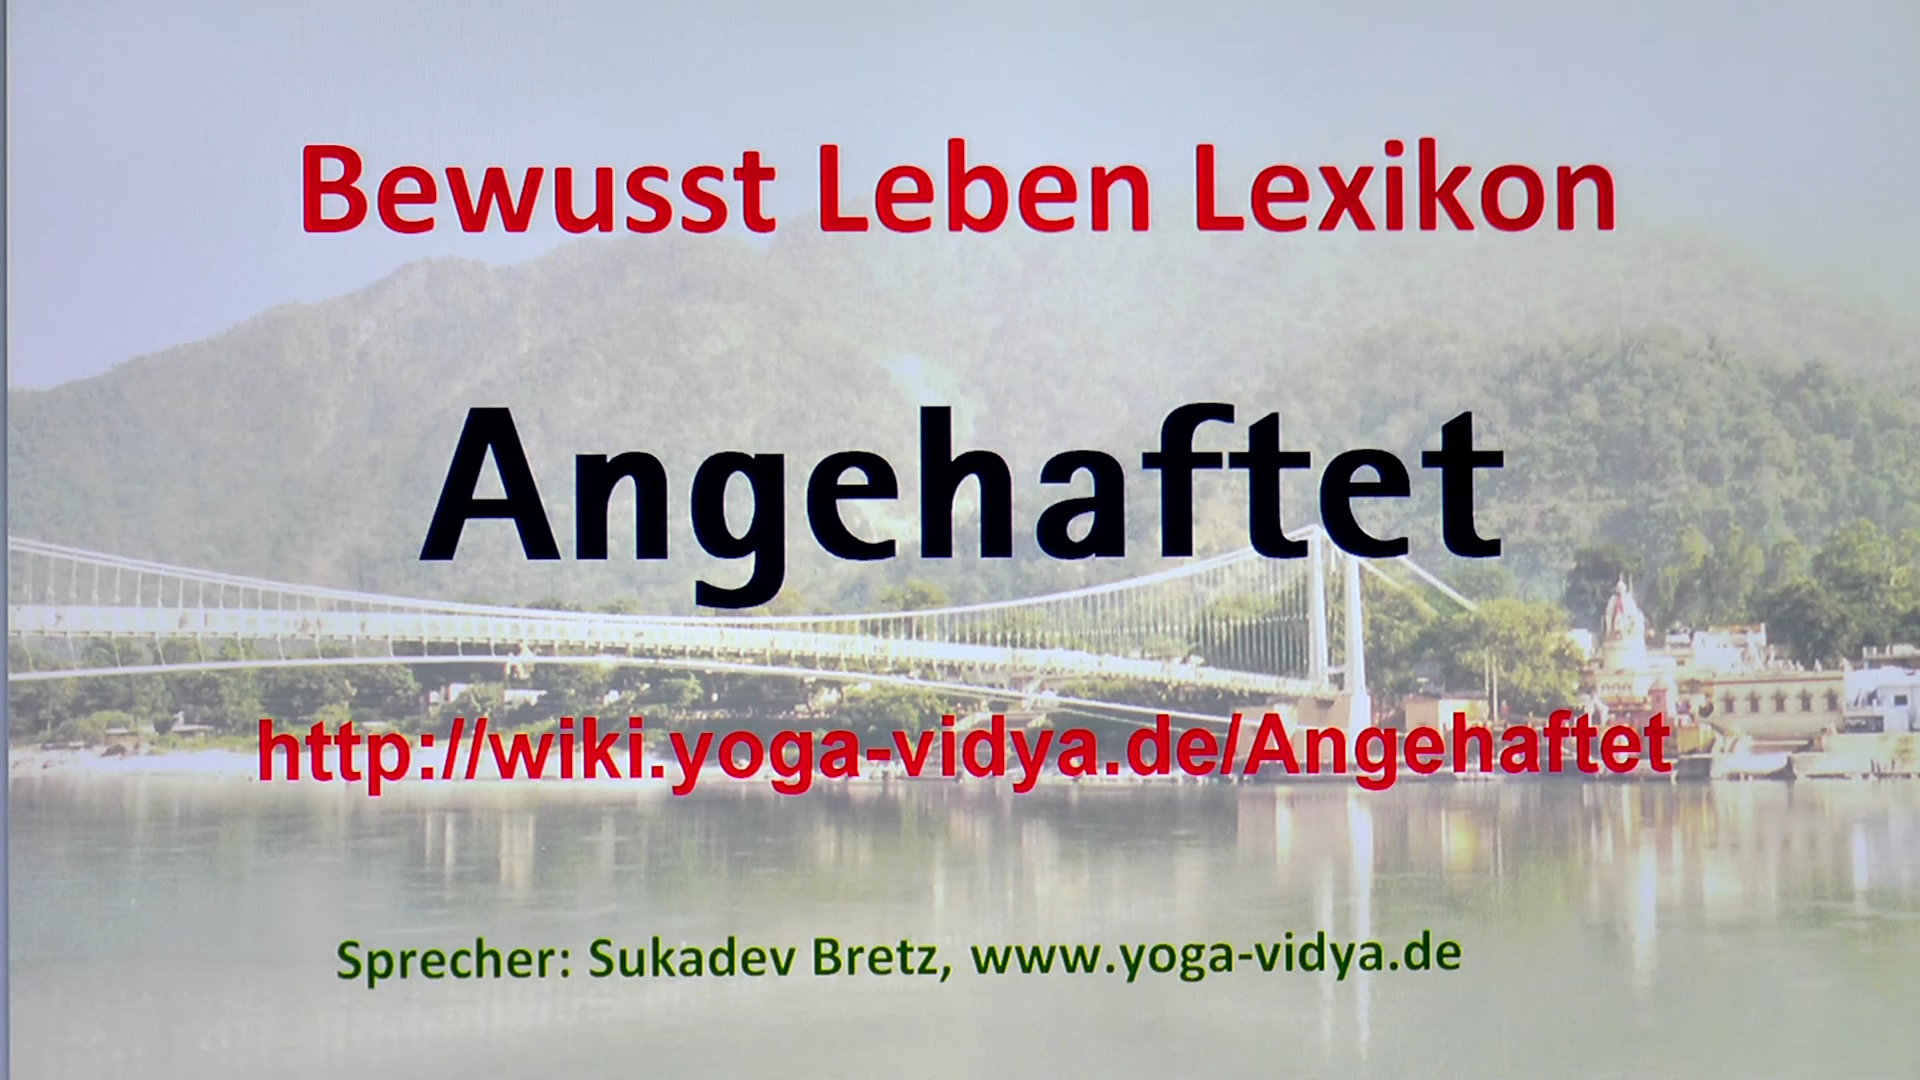 Bewusst Leben Lexikon
Angehaftet
http://wiki.yoga-vidya.de/Angehaftet
Sprecher: Sukadev Bretz, www.yoga-vidya.de